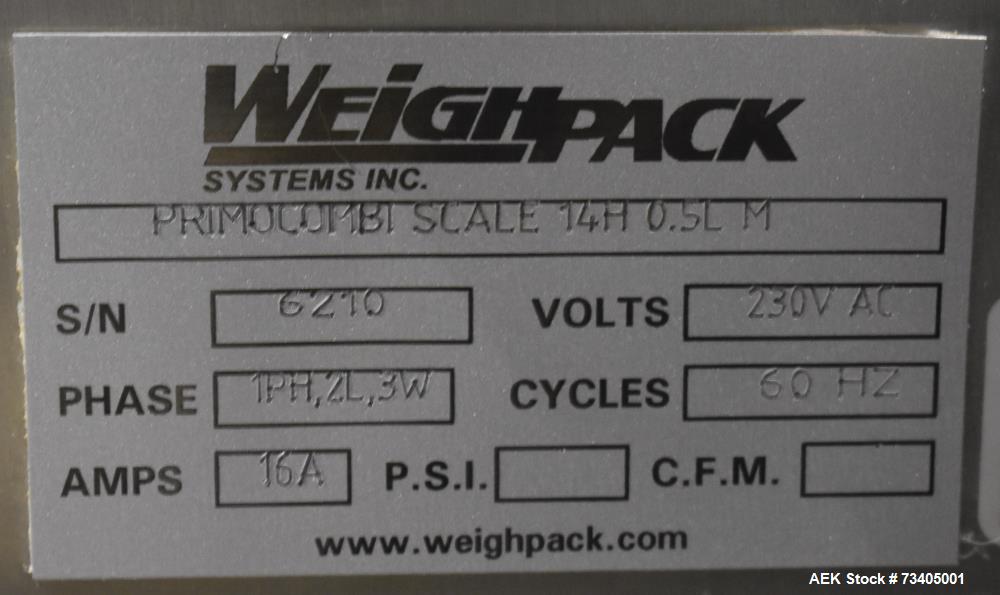 WEIGHPACK
SYSTEMS INC.
PRIMOCOMBI SCALE 14H 0.5L M
S/N 6210 VOLTS 230V AC
PHASE 1PH,2L,3W CYCLES 60 HZ
AMPS 16A P.S.I. C.F.M.
www.weighpack.com
AEK Stock # 73405001